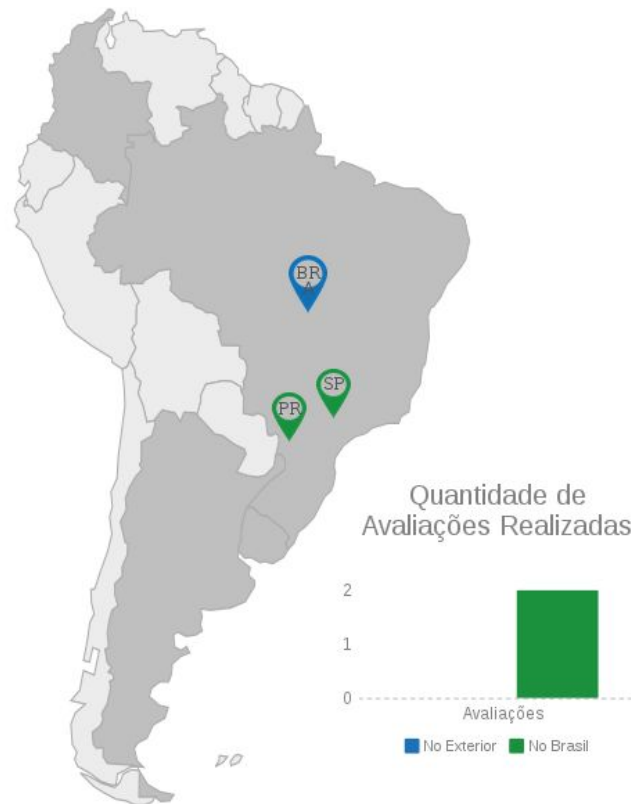 BR
A
SP
PR
Quantidade de
Avaliações Realizadas
2
1
0
Avaliações
No Exterior No Brasil